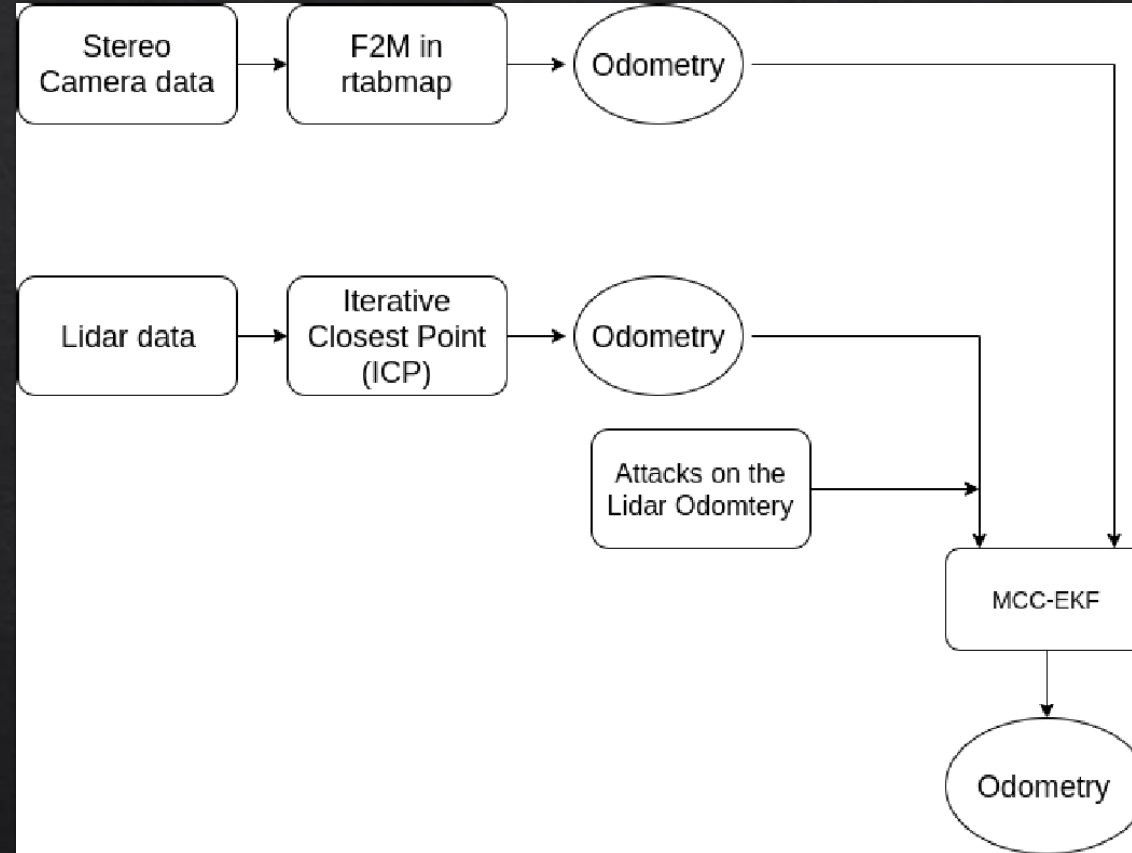 Stereo
Camera data
F2M in
rtabmap
Odometry
Lidar data
Iterative
Closest Point
(ICP)
Odometry
Attacks on the
Lidar Odomtery
MCC-EKF
Odometry